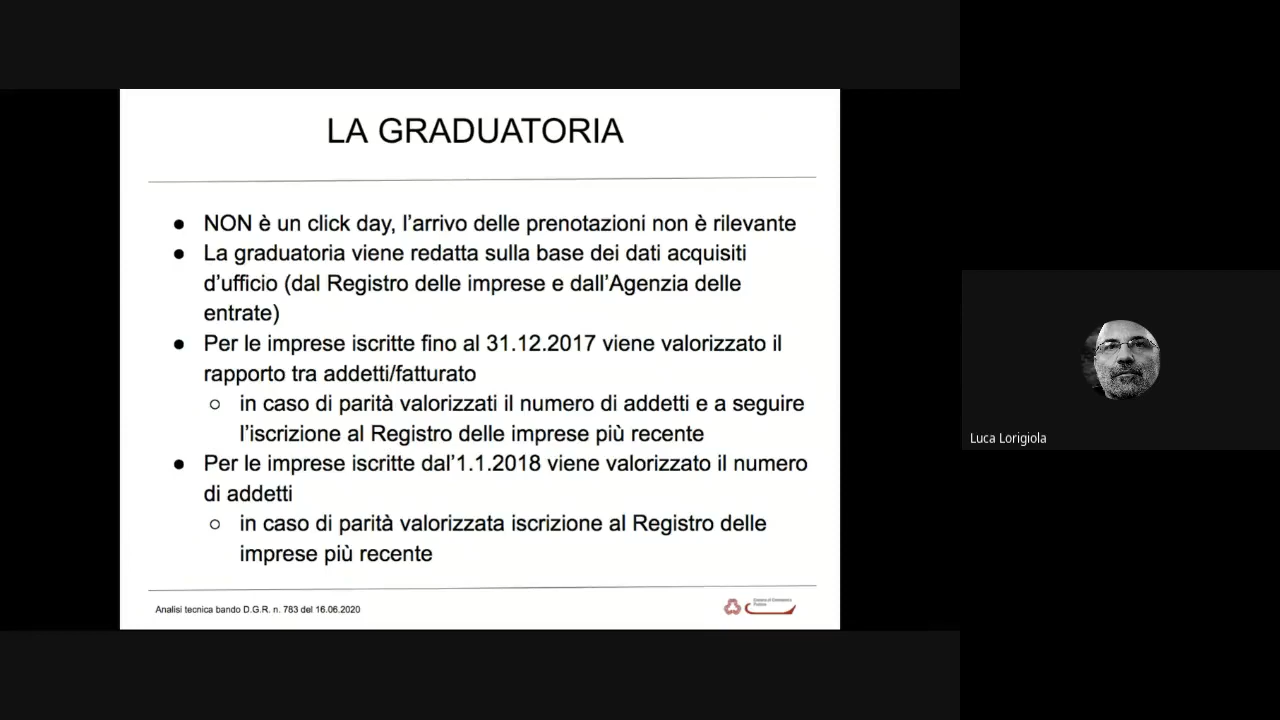 LA GRADUATORIA
● NON è un click day, l'arrivo delle prenotazioni non è rilevante
● La graduatoria viene redatta sulla base dei dati acquisiti
d'ufficio (dal Registro delle imprese e dall'Agenzia delle
entrate)
● Per le imprese iscritte fino al 31.12.2017 viene valorizzato il
rapporto tra addetti/fatturato
○ in caso di parità valorizzati il numero di addetti e a seguire
l'iscrizione al Registro delle imprese più recente
● Per le imprese iscritte dal'1.1.2018 viene valorizzato il numero
di addetti
○ in caso di parità valorizzata iscrizione al Registro delle
imprese più recente
Analisi tecnica bando D.G.R. n. 783 del 16.06.2020
Luca Lorigiola